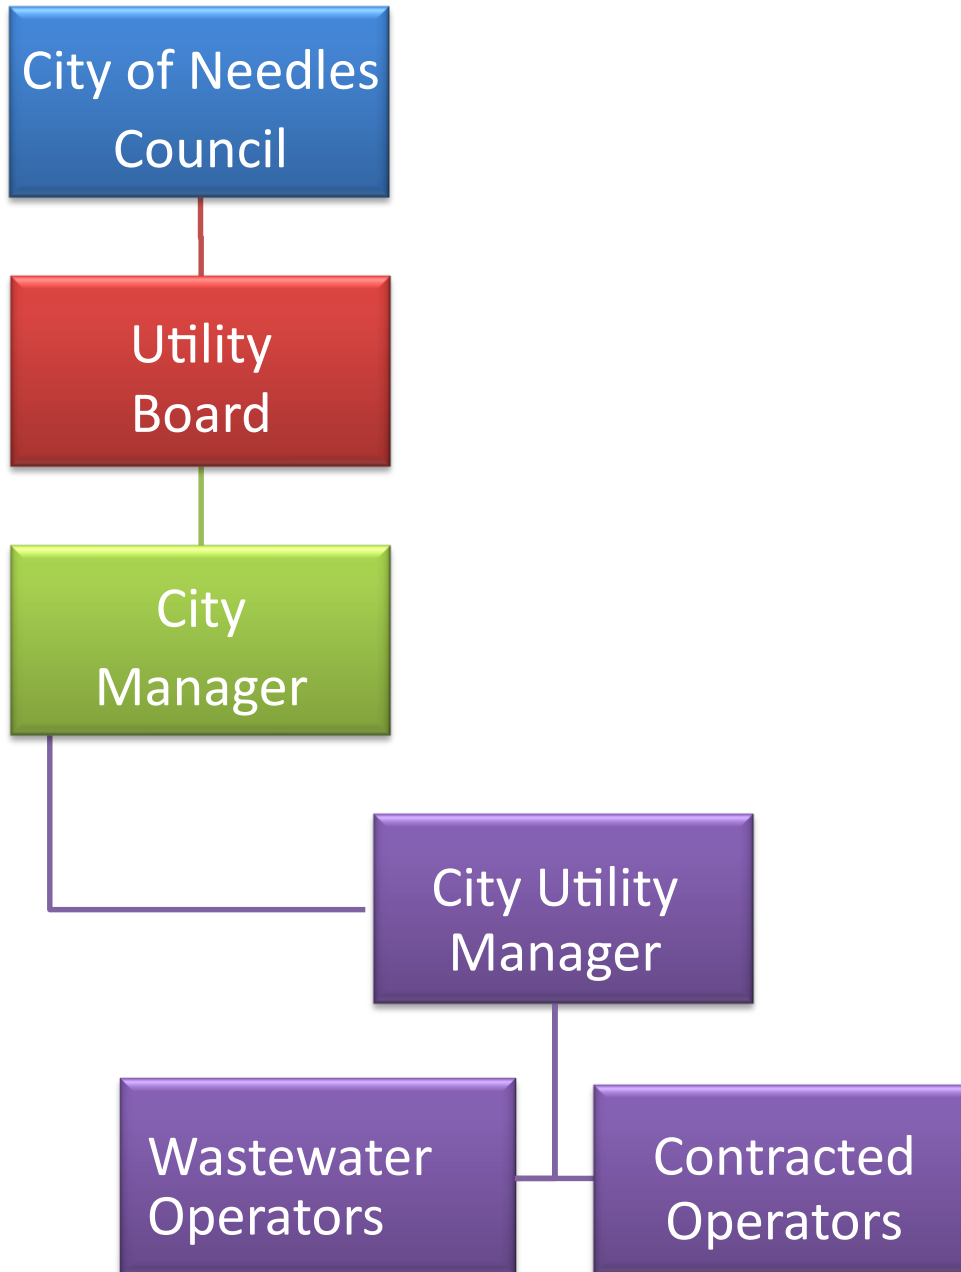 City of Needles
Council
Utility
Board
City
Manager
City Utility
Manager
Wastewater
Operators
Contracted
Operators